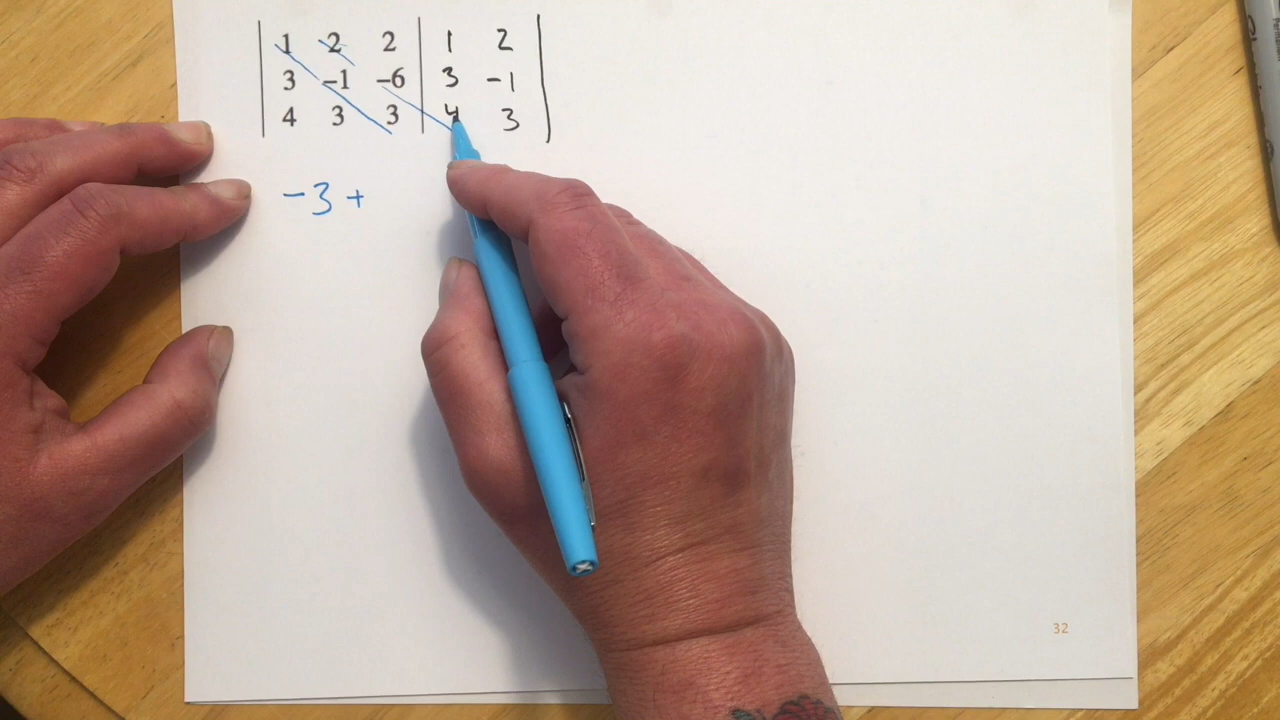 | 1 2 2 | 1 2 |
| 3 -1 -6 | 3 -1 |
| 4 3 3 | 4 3 |
-3 +
32